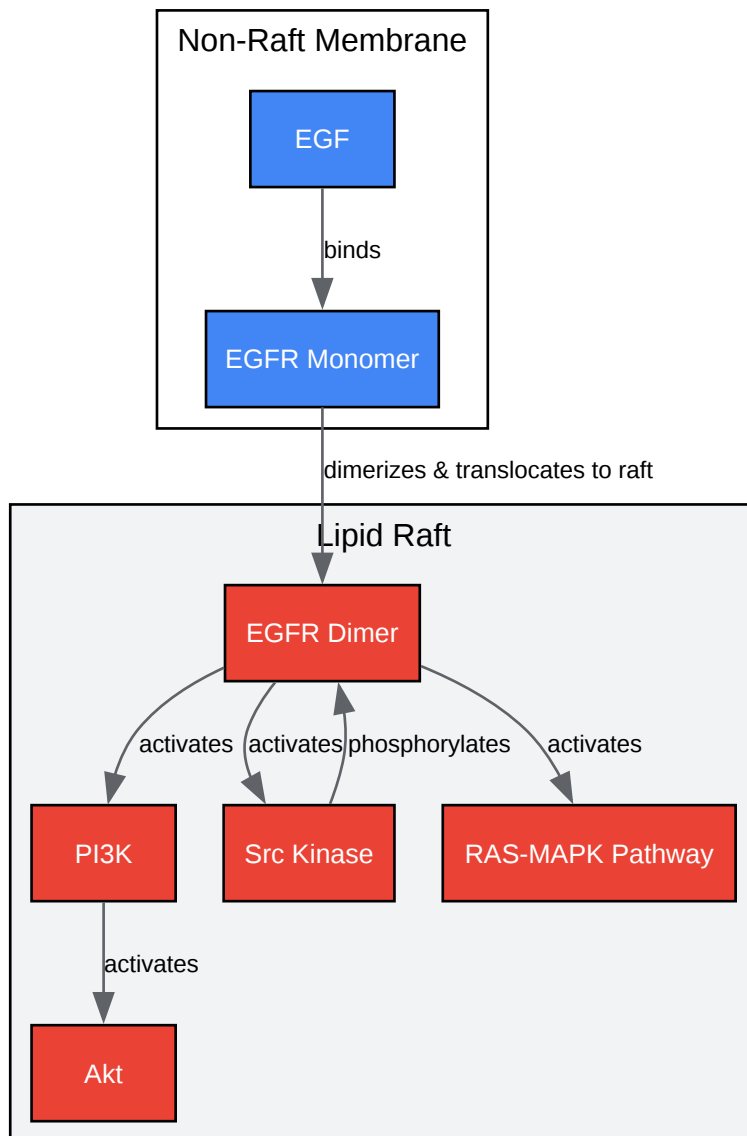 Non-Raft Membrane
EGF
binds
EGFR Monomer
dimerizes & translocates to raft
Lipid Raft
EGFR Dimer
activates
activates
phosphorylates
activates
PI3K
Src Kinase
RAS-MAPK Pathway
activates
Akt